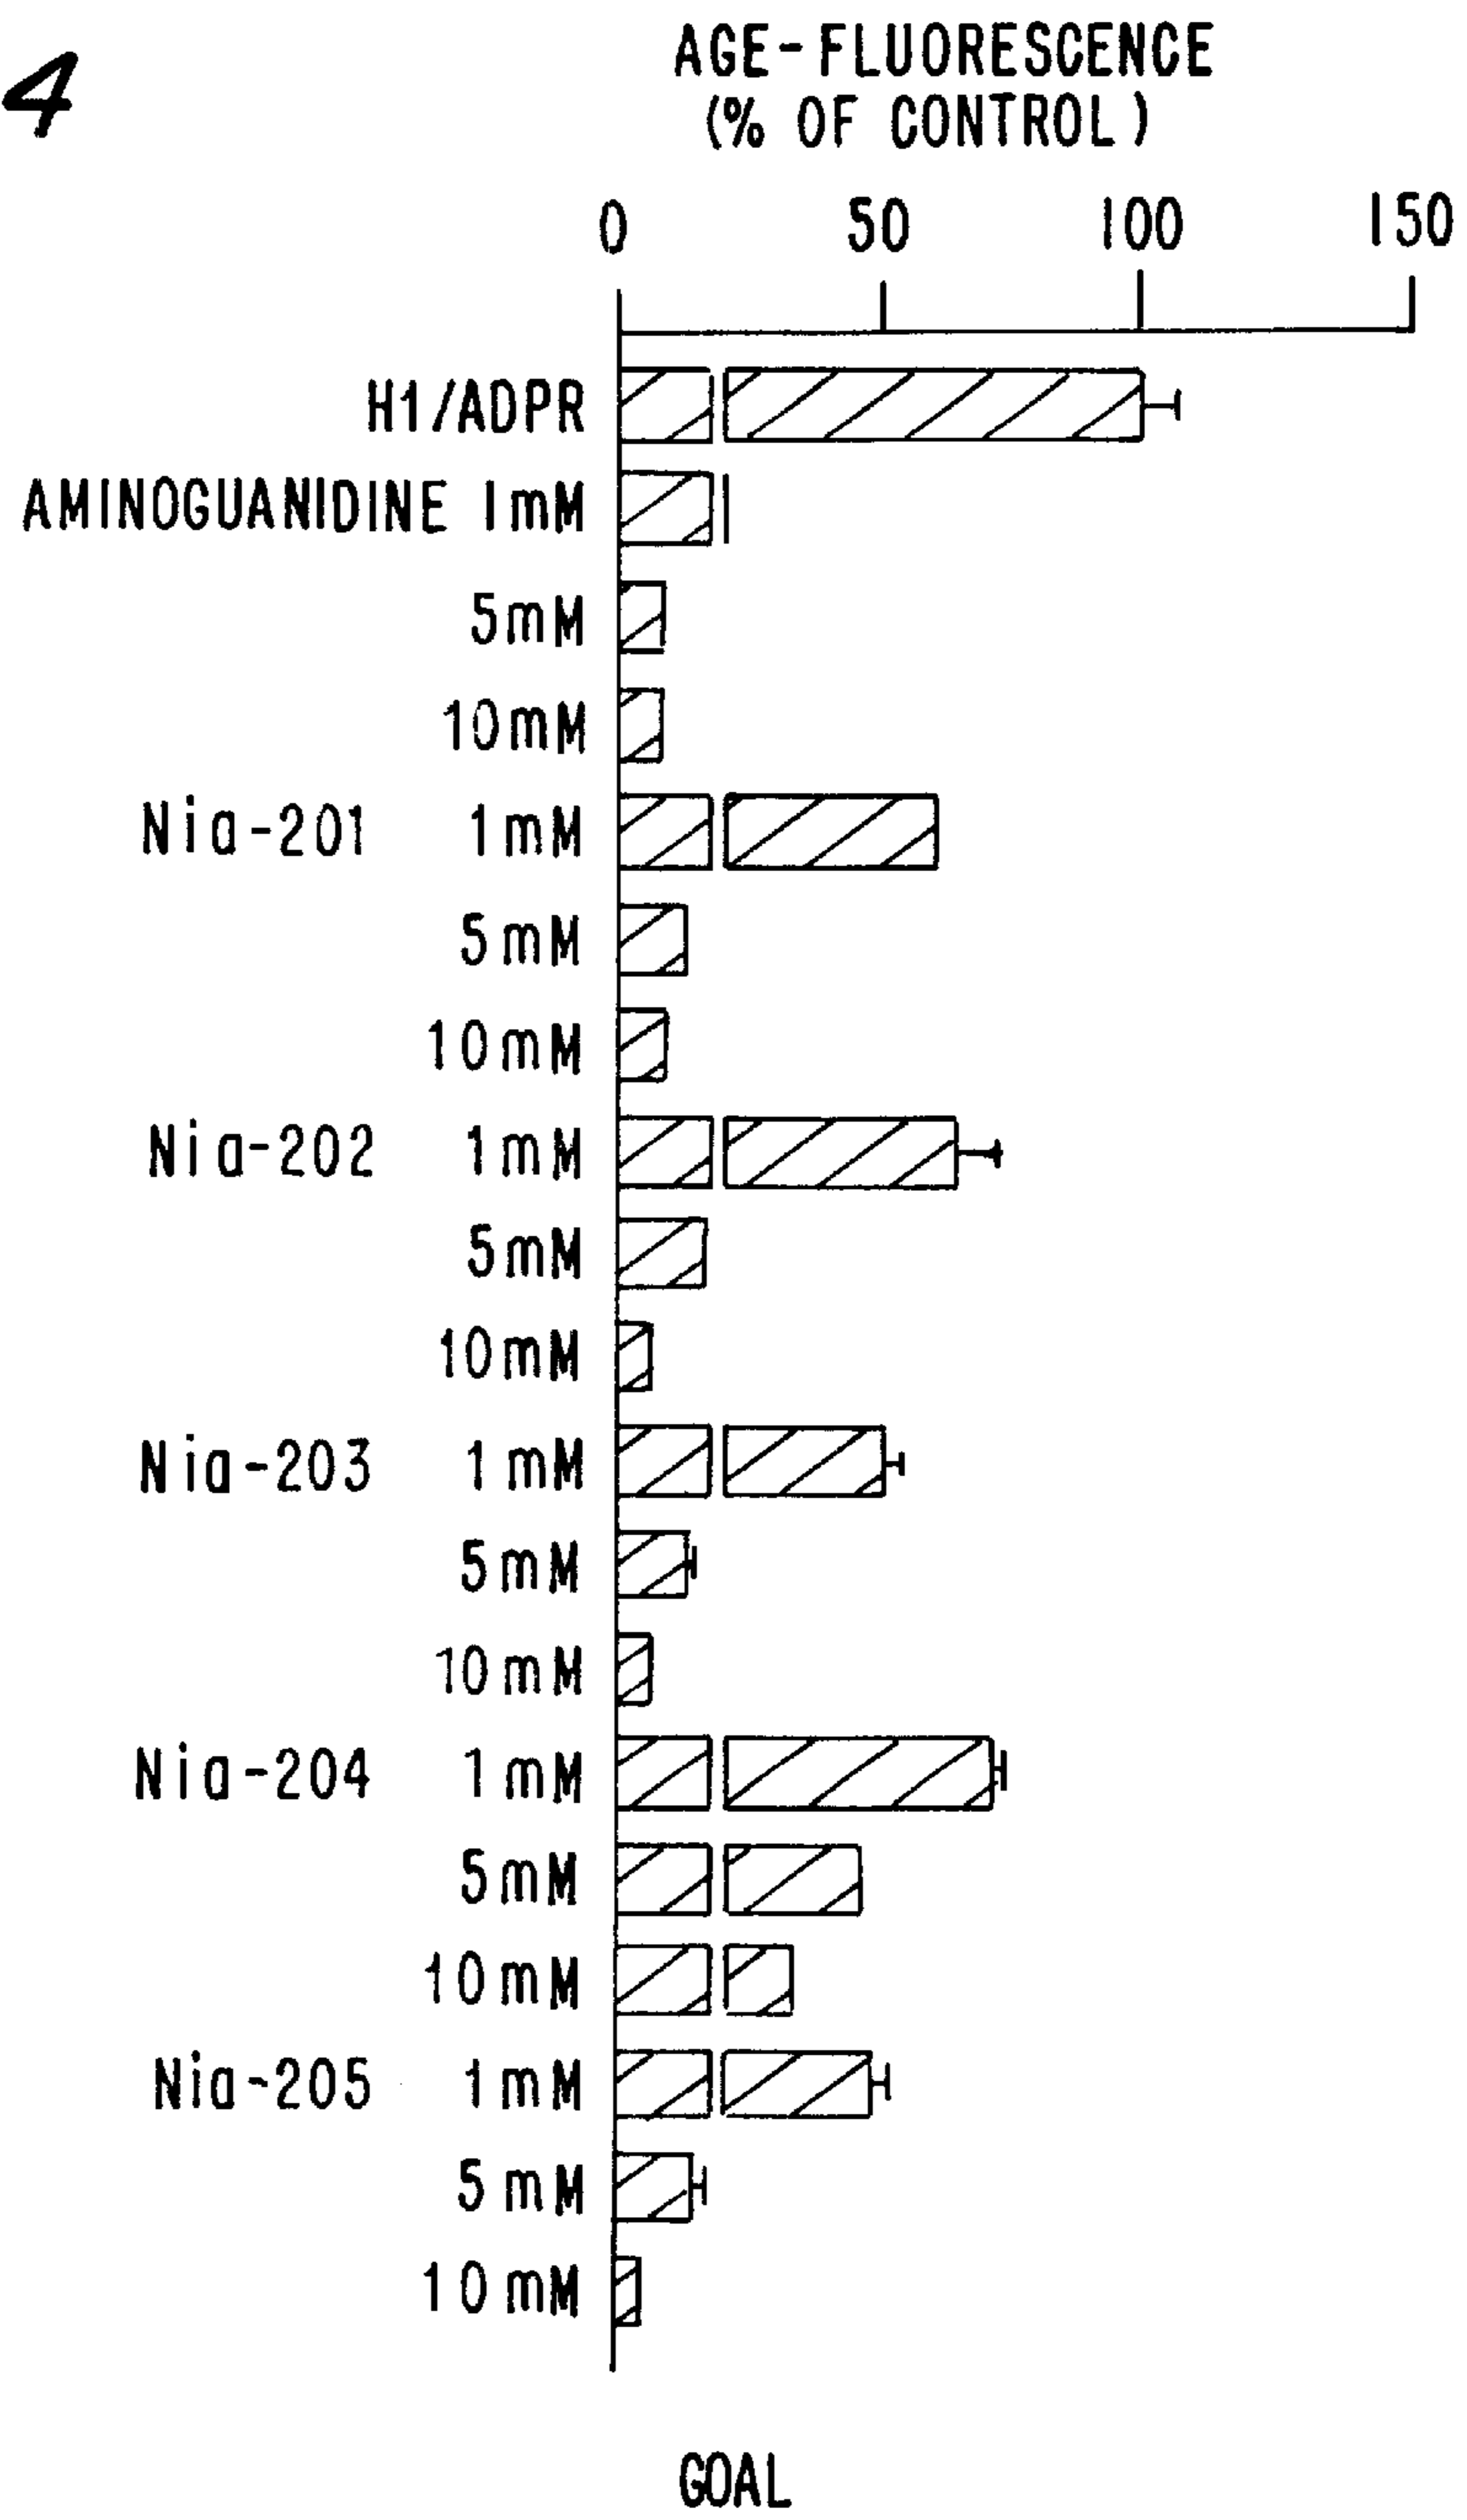 4
AGE-FLUORESCENCE
(% OF CONTROL)
0 50 100 150
H1/ADPR
AMINOGUANIDINE 1mM
5mM
10mM
Nia-201 1mM
5mM
10mM
Nia-202 1mM
5mM
10mM
Nia-203 1mM
5mM
10mM
Nia-204 1mM
5mM
10mM
Nia-205 1mM
5mM
10mM
GOAL